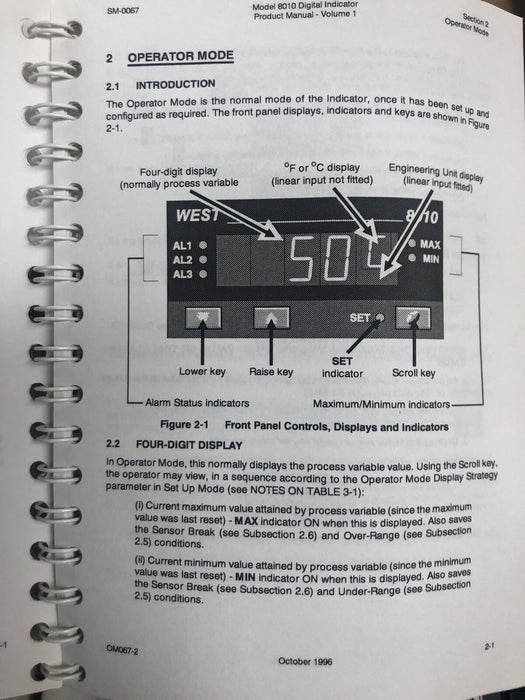 SM-0067
Model 8010 Digital Indicator
Product Manual - Volume 1
Section 2
Operator Mode
2 OPERATOR MODE
2.1 INTRODUCTION
The Operator Mode is the normal mode of the Indicator, once it has been set up and
configured as required. The front panel displays, indicators and keys are shown in Figure
2-1.
Four-digit display
(normally process variable
°F or °C display
(linear input not fitted)
Engineering Unit display
(linear input fitted)
WEST
AL1
AL2
AL3
MAX
MIN
SET
Lower key
Raise key
SET
indicator
Scroll key
Alarm Status indicators
Maximum/Minimum indicators
Figure 2-1 Front Panel Controls, Displays and Indicators
2.2 FOUR-DIGIT DISPLAY
In Operator Mode, this normally displays the process variable value. Using the Scroll key,
the operator may view, in a sequence according to the Operator Mode Display Strategy
parameter in Set Up Mode (see NOTES ON TABLE 3-1):
(i) Current maximum value attained by process variable (since the maximum
value was last reset) - MAX indicator ON when this is displayed. Also saves
the Sensor Break (see Subsection 2.6) and Over-Range (see Subsection
2.5) conditions.
(ii) Current minimum value attained by process variable (since the minimum
value was last reset) - MIN indicator ON when this is displayed. Also saves
the Sensor Break (see Subsection 2.6) and Under-Range (see Subsection
2.5) conditions.
-1
OM067-2
October 1996
2-1